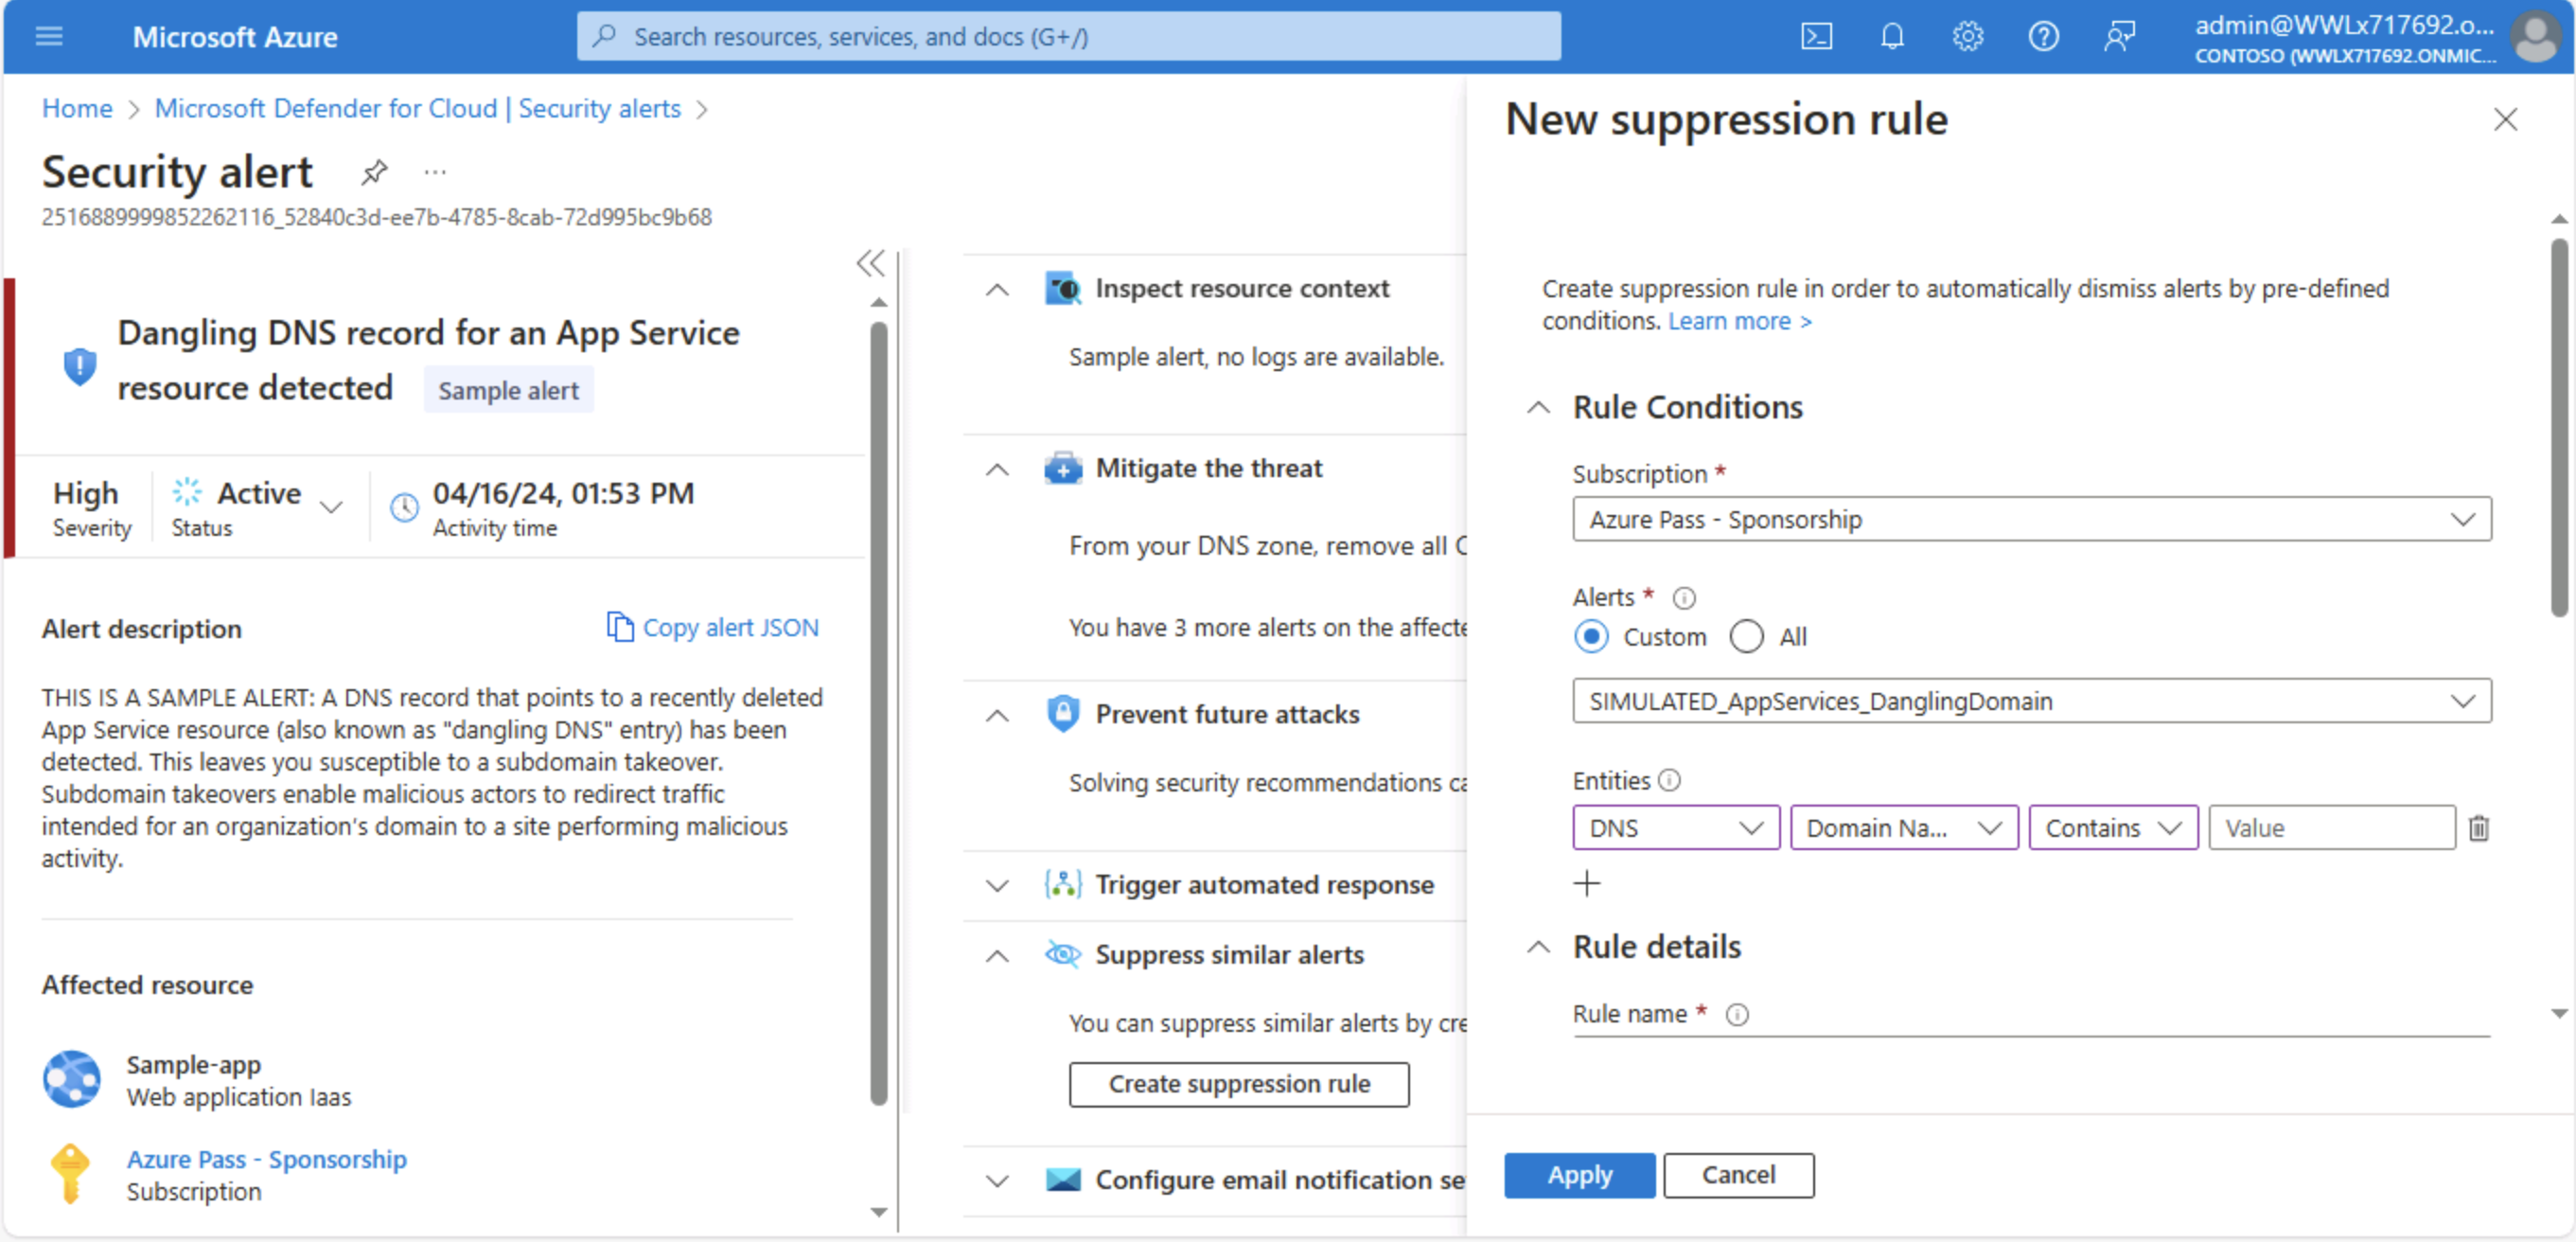 Microsoft Azure
Search resources, services, and docs (G+/)
admin@WWLx717692.o...
CONTOSO (WWLX717692.ONMIC...
Home > Microsoft Defender for Cloud | Security alerts >
Security alert ...
2516889999852262116_52840c3d-ee7b-4785-8cab-72d995bc9b68
Dangling DNS record for an App Service
resource detected Sample alert
High
Severity
Active
Status
04/16/24, 01:53 PM
Activity time
Alert description
Copy alert JSON
THIS IS A SAMPLE ALERT: A DNS record that points to a recently deleted
App Service resource (also known as "dangling DNS" entry) has been
detected. This leaves you susceptible to a subdomain takeover.
Subdomain takeovers enable malicious actors to redirect traffic
intended for an organization's domain to a site performing malicious
activity.
Affected resource
Sample-app
Web application Iaas
Azure Pass - Sponsorship
Subscription
Inspect resource context
Sample alert, no logs are available.
Mitigate the threat
From your DNS zone, remove all C
You have 3 more alerts on the affecte
Prevent future attacks
Solving security recommendations ca
Trigger automated response
Suppress similar alerts
You can suppress similar alerts by cre
Create suppression rule
Configure email notification se
New suppression rule
Create suppression rule in order to automatically dismiss alerts by pre-defined
conditions. Learn more >
Rule Conditions
Subscription *
Azure Pass - Sponsorship
Alerts *
Custom All
SIMULATED_AppServices_DanglingDomain
Entities
DNS Domain Na... Contains Value
Rule details
Rule name *
Apply Cancel